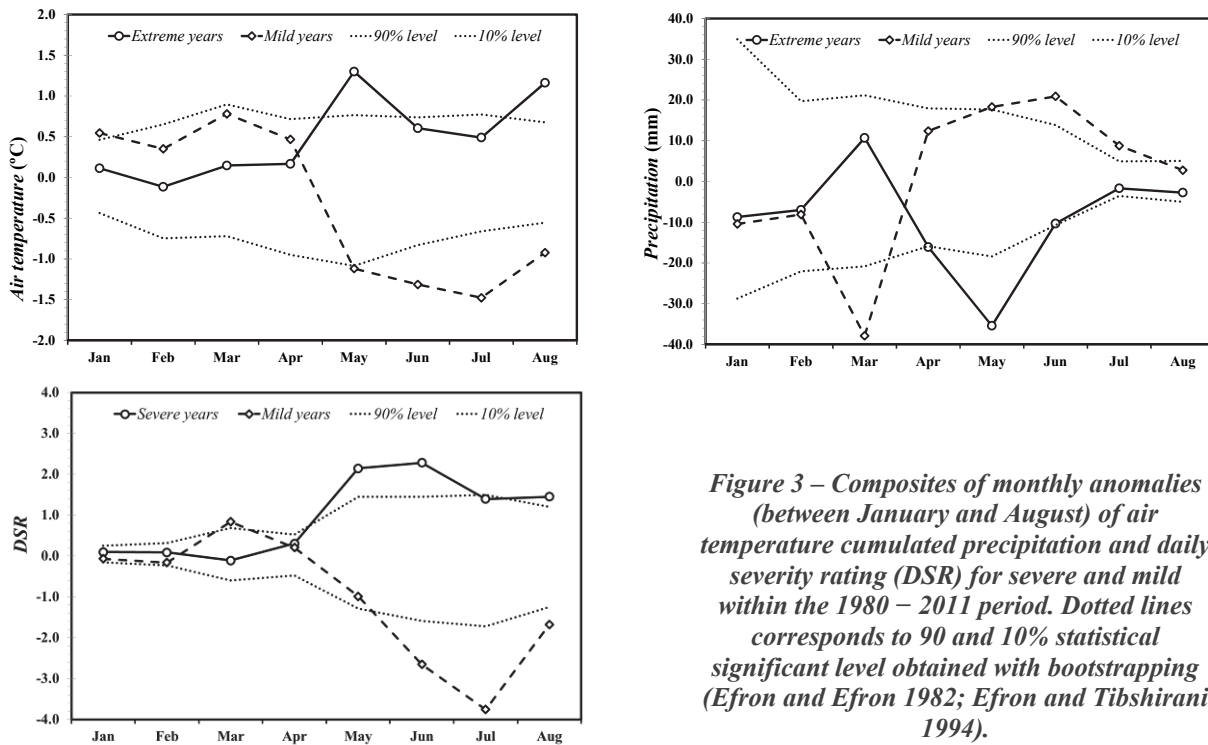 2.0
1.5
1.0
0.5
0.0
-0.5
-1.0
-1.5
-2.0
Air temperature (ºC)
Extreme years Mild years 90% level 10% level
Jan Feb Mar Apr May Jun Jul Aug
40.0
30.0
20.0
10.0
0.0
-10.0
-20.0
-30.0
-40.0
Precipitation (mm)
Extreme years Mild years 90% level 10% level
Jan Feb Mar Apr May Jun Jul Aug
4.0
3.0
2.0
1.0
0.0
-1.0
-2.0
-3.0
-4.0
DSR
Severe years Mild years 90% level 10% level
Jan Feb Mar Apr May Jun Jul Aug
Figure 3 – Composites of monthly anomalies
(between January and August) of air
temperature cumulated precipitation and daily
severity rating (DSR) for severe and mild
within the 1980 – 2011 period. Dotted lines
corresponds to 90 and 10% statistical
significant level obtained with bootstrapping
(Efron and Efron 1982; Efron and Tibshirani
1994).